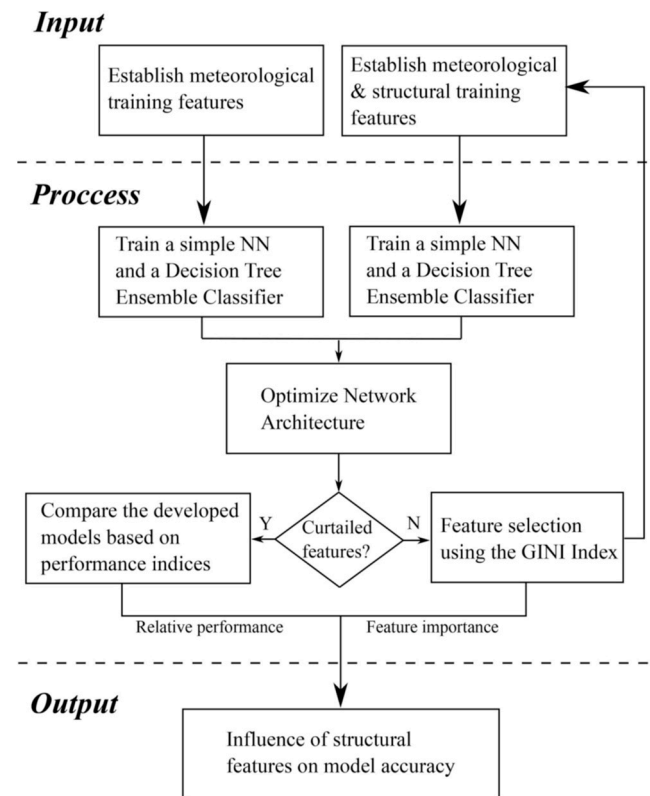 Input
Establish meteorological
training features
Establish meteorological
& structural training
features
Proccess
Train a simple NN
and a Decision Tree
Ensemble Classifier
Train a simple NN
and a Decision Tree
Ensemble Classifier
Optimize Network
Architecture
Compare the developed
models based on
performance indices
Y
Curtailed
features?
N
Feature selection
using the GINI Index
Relative performance
Feature importance
Output
Influence of structural
features on model accuracy